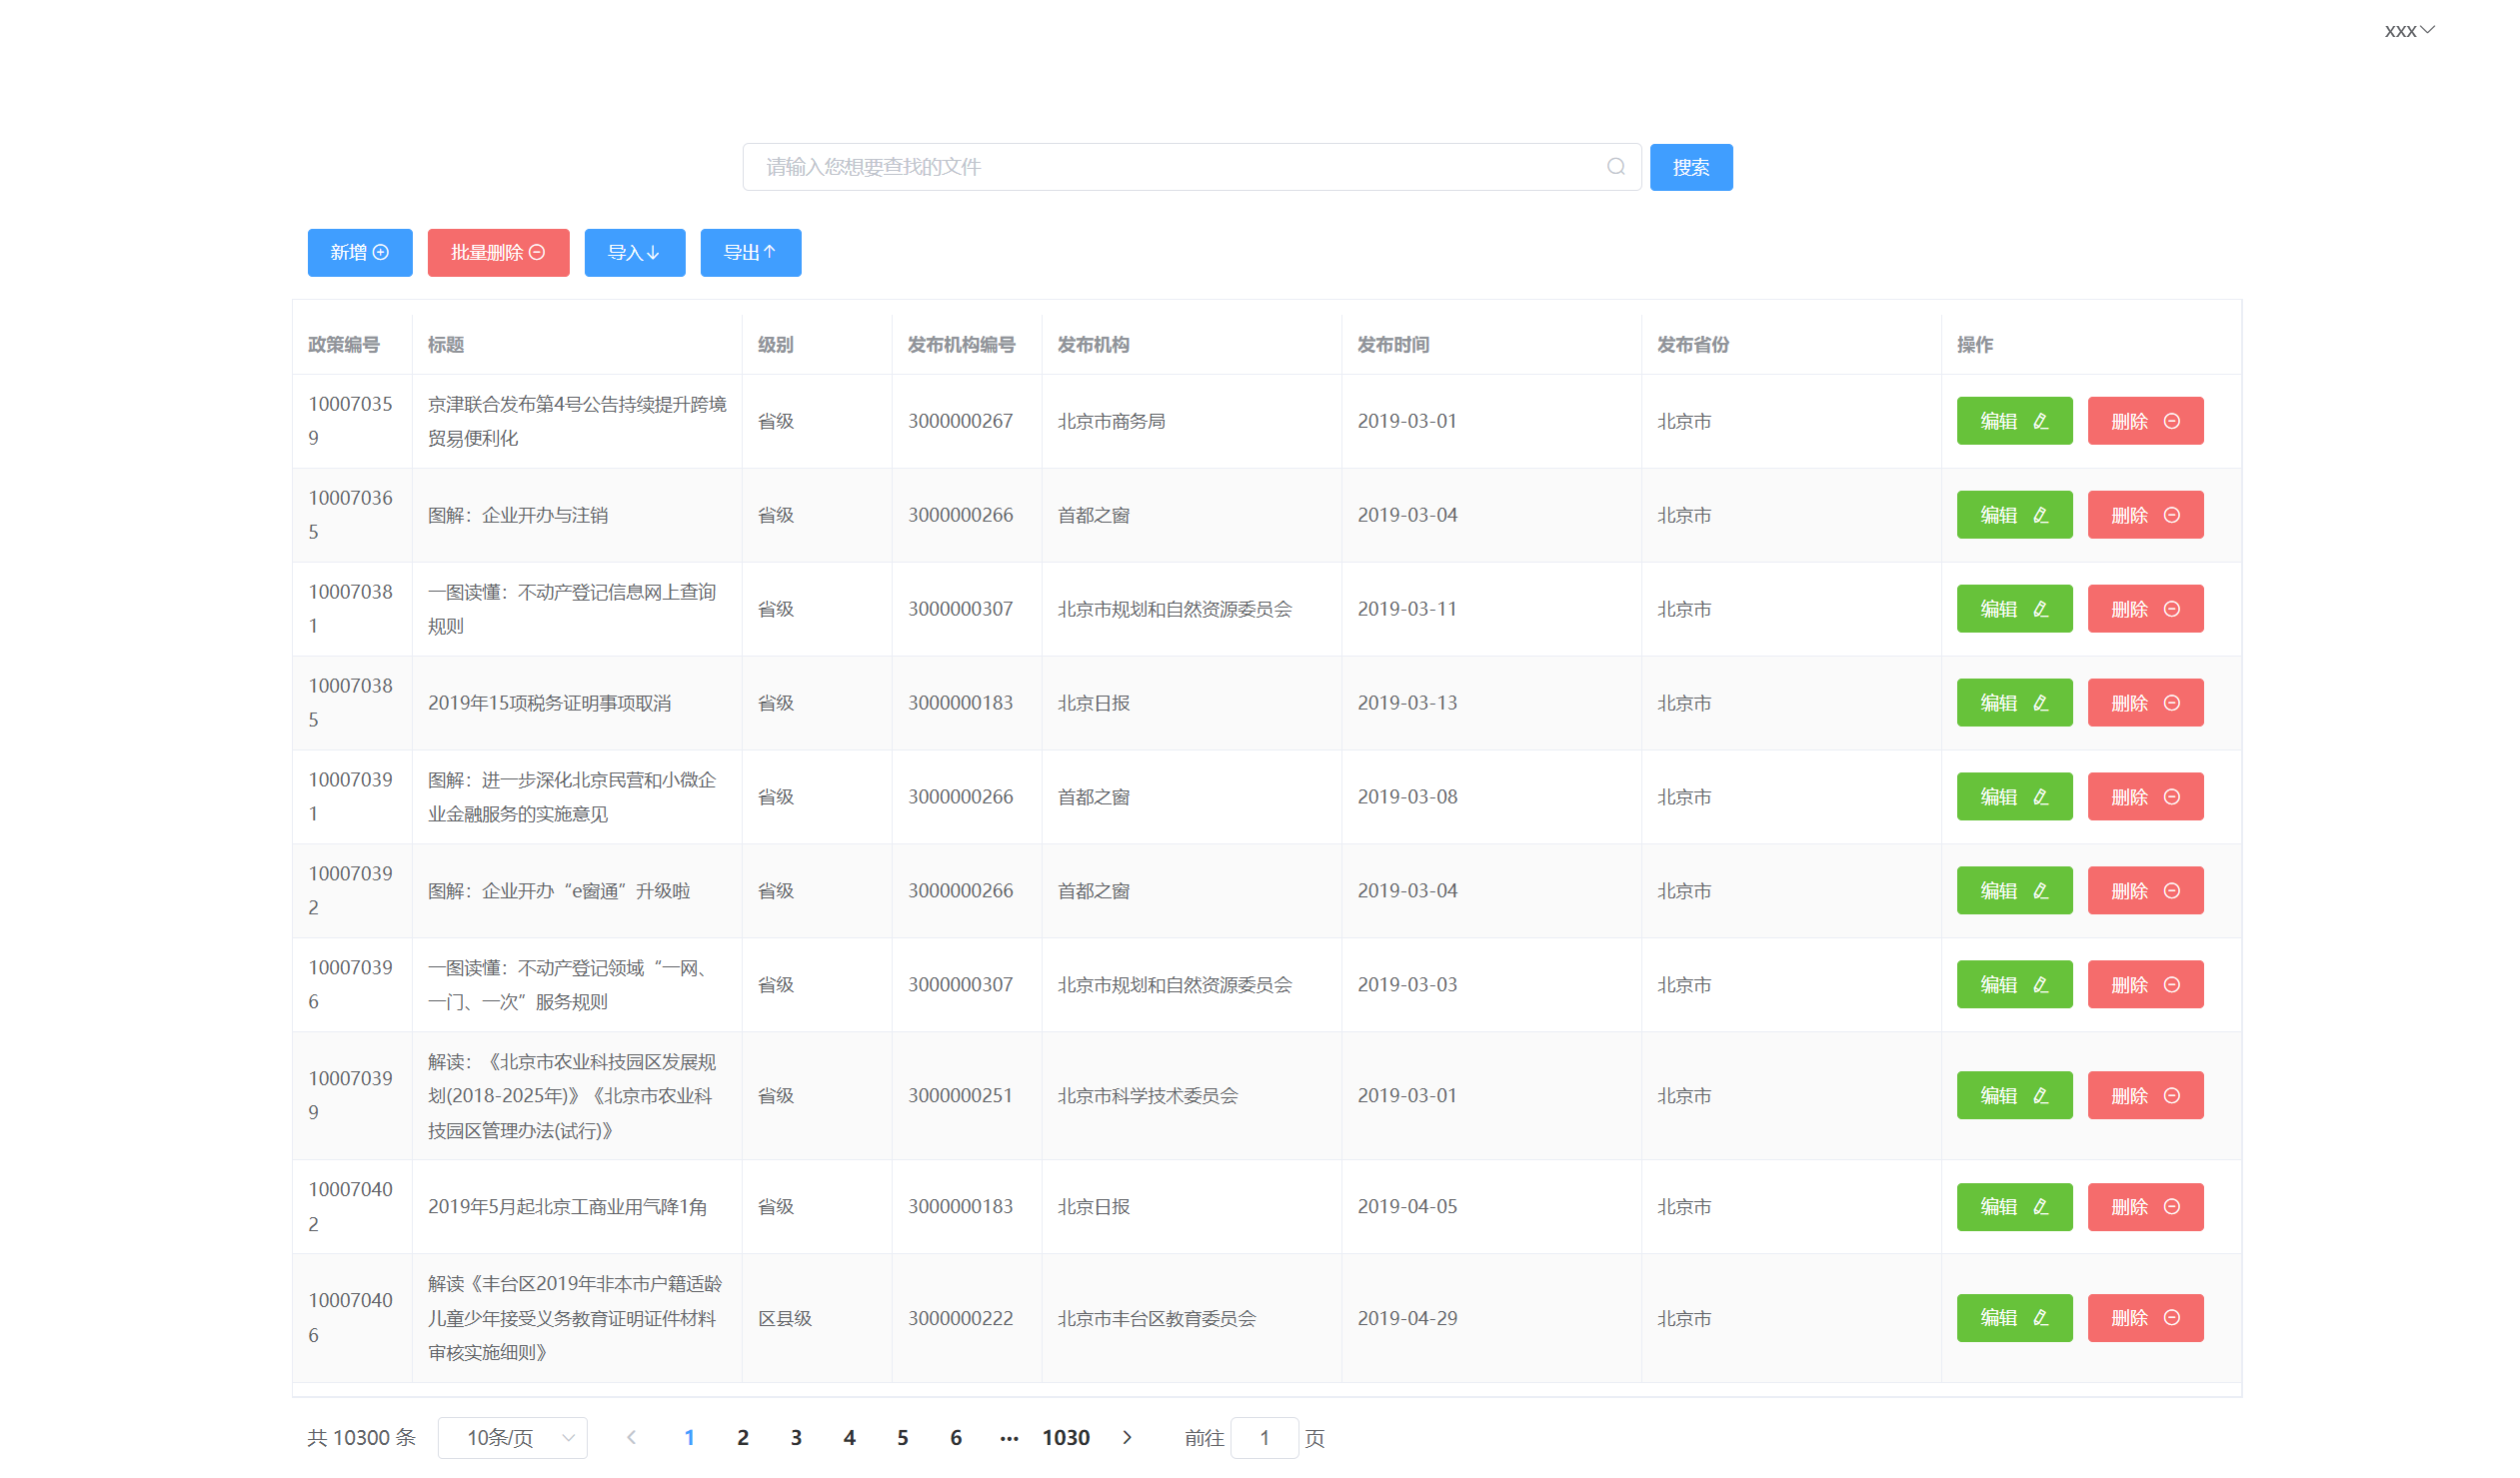 xxx
请输入您想要查找的文件
搜索
新增
批量删除
导入
导出
政策编号 标题 级别 发布机构编号 发布机构 发布时间 发布省份 操作
10007035
9
京津联合发布第4号公告持续提升跨境
贸易便利化
省级 3000000267 北京市商务局 2019-03-01 北京市 编辑 删除
10007036
5
图解：企业开办与注销 省级 3000000266 首都之窗 2019-03-04 北京市 编辑 删除
10007038
1
一图读懂：不动产登记信息网上查询
规则
省级 3000000307 北京市规划和自然资源委员会 2019-03-11 北京市 编辑 删除
10007038
5
2019年15项税务证明事项取消 省级 3000000183 北京日报 2019-03-13 北京市 编辑 删除
10007039
1
图解：进一步深化北京民营和小微企
业金融服务的实施意见
省级 3000000266 首都之窗 2019-03-08 北京市 编辑 删除
10007039
2
图解：企业开办“e窗通”升级啦 省级 3000000266 首都之窗 2019-03-04 北京市 编辑 删除
10007039
6
一图读懂：不动产登记领域“一网、
一门、一次”服务规则
省级 3000000307 北京市规划和自然资源委员会 2019-03-03 北京市 编辑 删除
10007039
9
解读：《北京市农业科技园区发展规
划(2018-2025年)》《北京市农业科
技园区管理办法(试行)》
省级 3000000251 北京市科学技术委员会 2019-03-01 北京市 编辑 删除
10007040
2
2019年5月起北京工商业用气降1角 省级 3000000183 北京日报 2019-04-05 北京市 编辑 删除
10007040
6
解读《丰台区2019年非本市户籍适龄
儿童少年接受义务教育证明证件材料
审核实施细则》
区县级 3000000222 北京市丰台区教育委员会 2019-04-29 北京市 编辑 删除
共 10300 条 10条/页 1 2 3 4 5 6 ••• 1030 前往 1 页